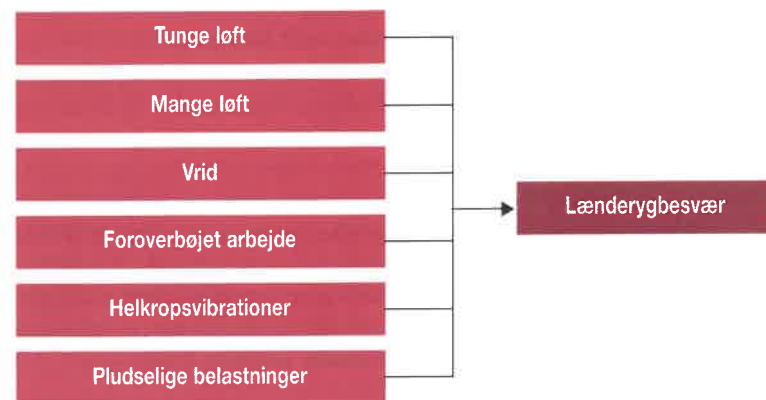 Tunge løft
Mange løft
Vrid
Foroverbøjet arbejde
Helkropsvibrationer
Pludselige belastninger
Lænderygbesvær